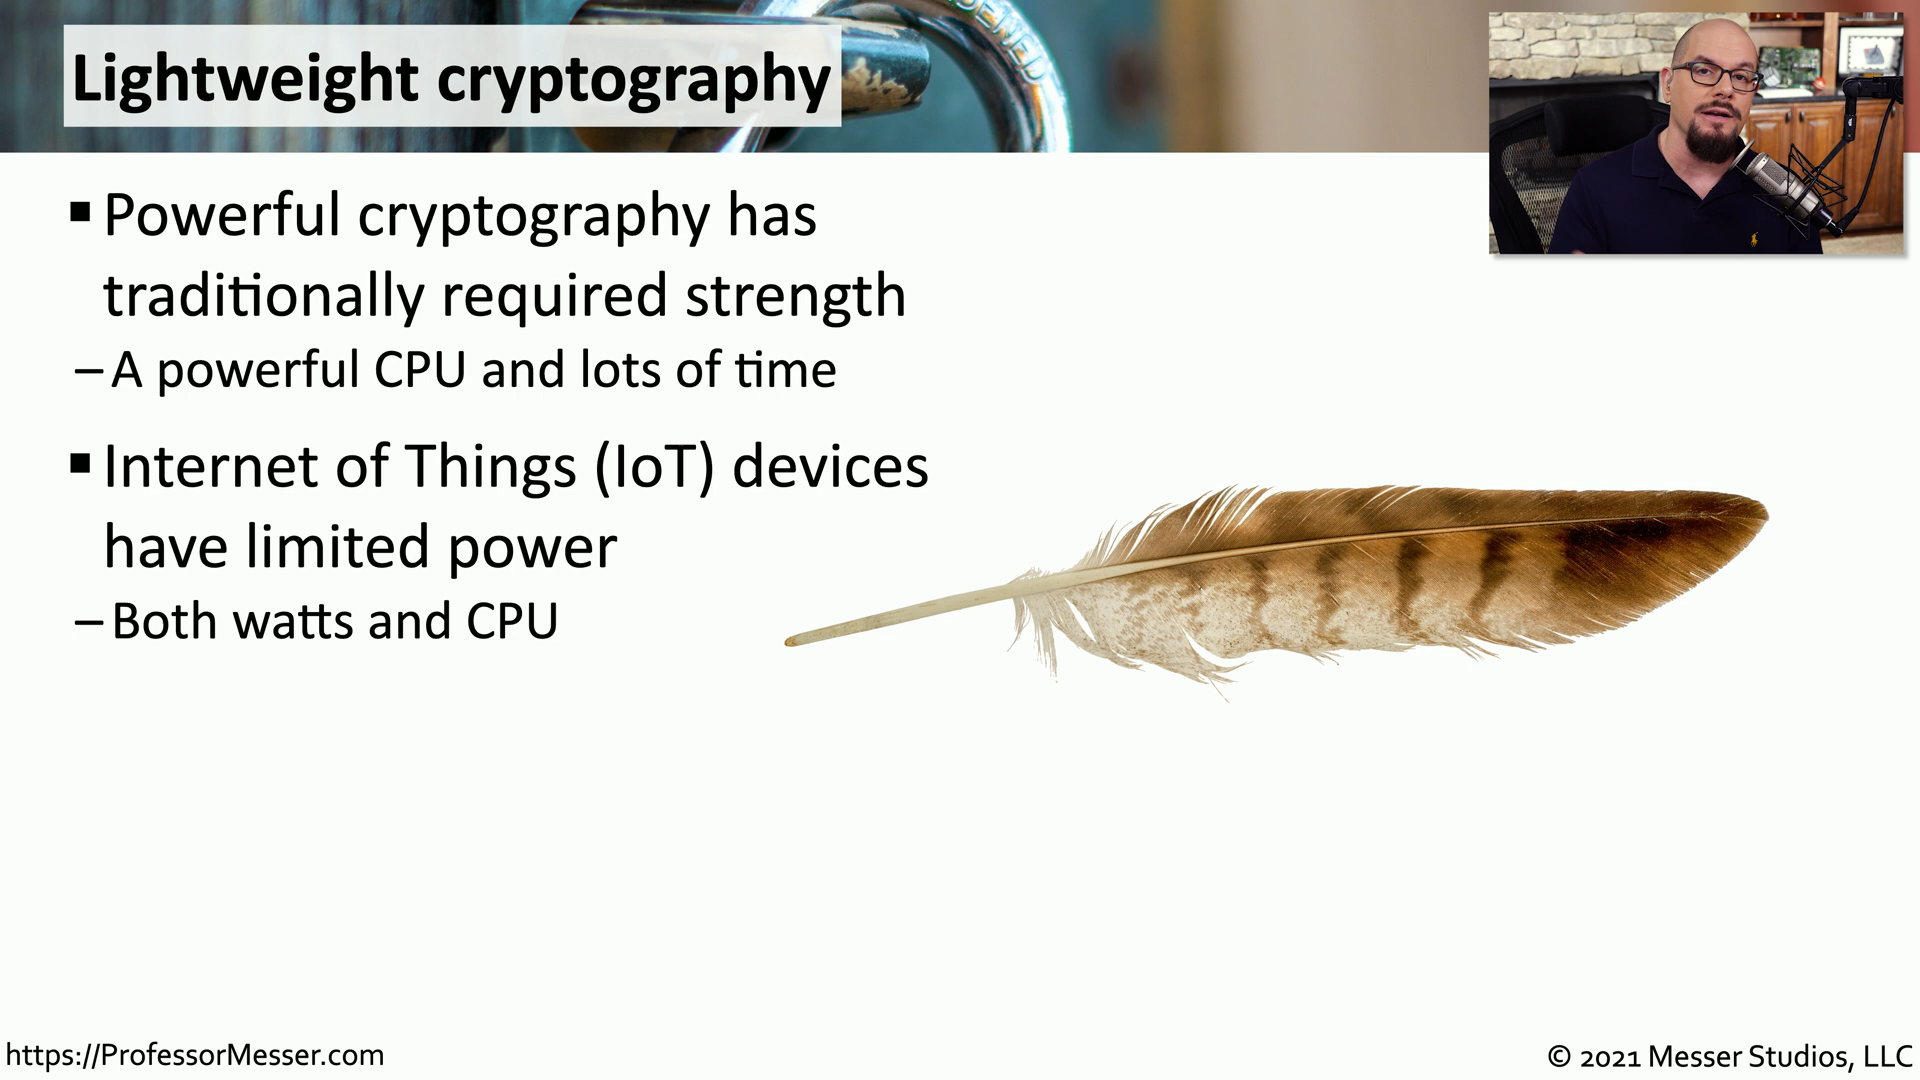 Lightweight cryptography
▪ Powerful cryptography has
traditionally required strength
– A powerful CPU and lots of time
▪ Internet of Things (IoT) devices
have limited power
– Both watts and CPU
https://ProfessorMesser.com
© 2021 Messer Studios, LLC